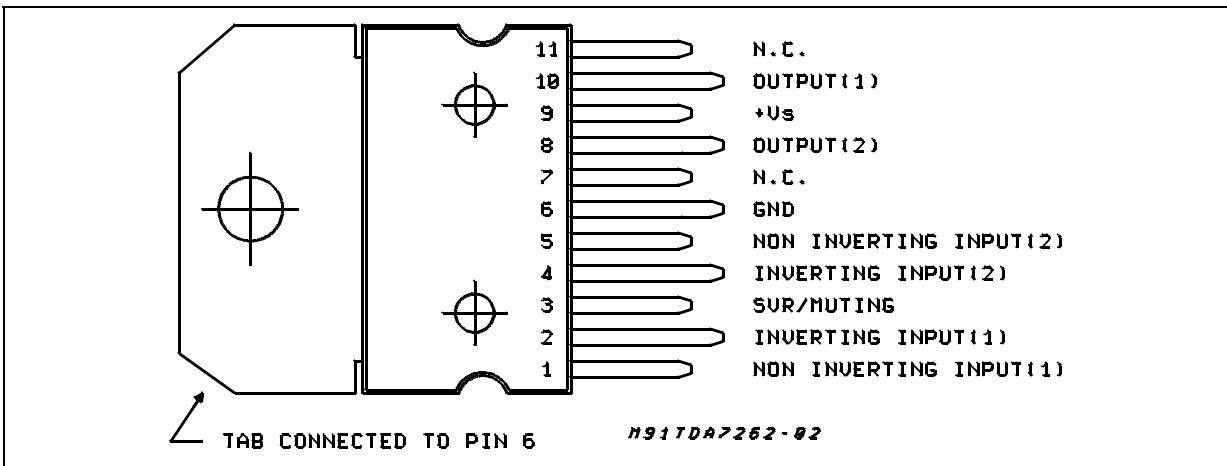 11 N.C.
10 OUTPUT(1)
9 +Vs
8 OUTPUT(2)
7 N.C.
6 GND
5 NON INVERTING INPUT(2)
4 INVERTING INPUT(2)
3 SVR/MUTING
2 INVERTING INPUT(1)
1 NON INVERTING INPUT(1)
TAB CONNECTED TO PIN 6
M91TDA7262-02